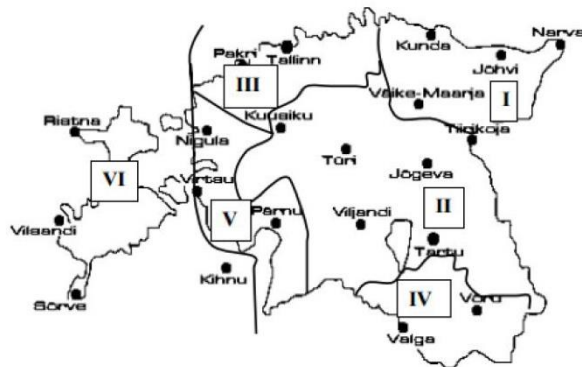 Narva
Kunda
Pakri
Tallinn
Jõhvi
III
I
Väike-Maarja
Ristna
Nigula
Kuusiku
Tiirikoja
VI
Türi
Jõgeva
Virtsu
V
Pärnu
II
Viljandi
Vilsandi
Tartu
Kihnu
Sõrve
IV
Võru
Valga